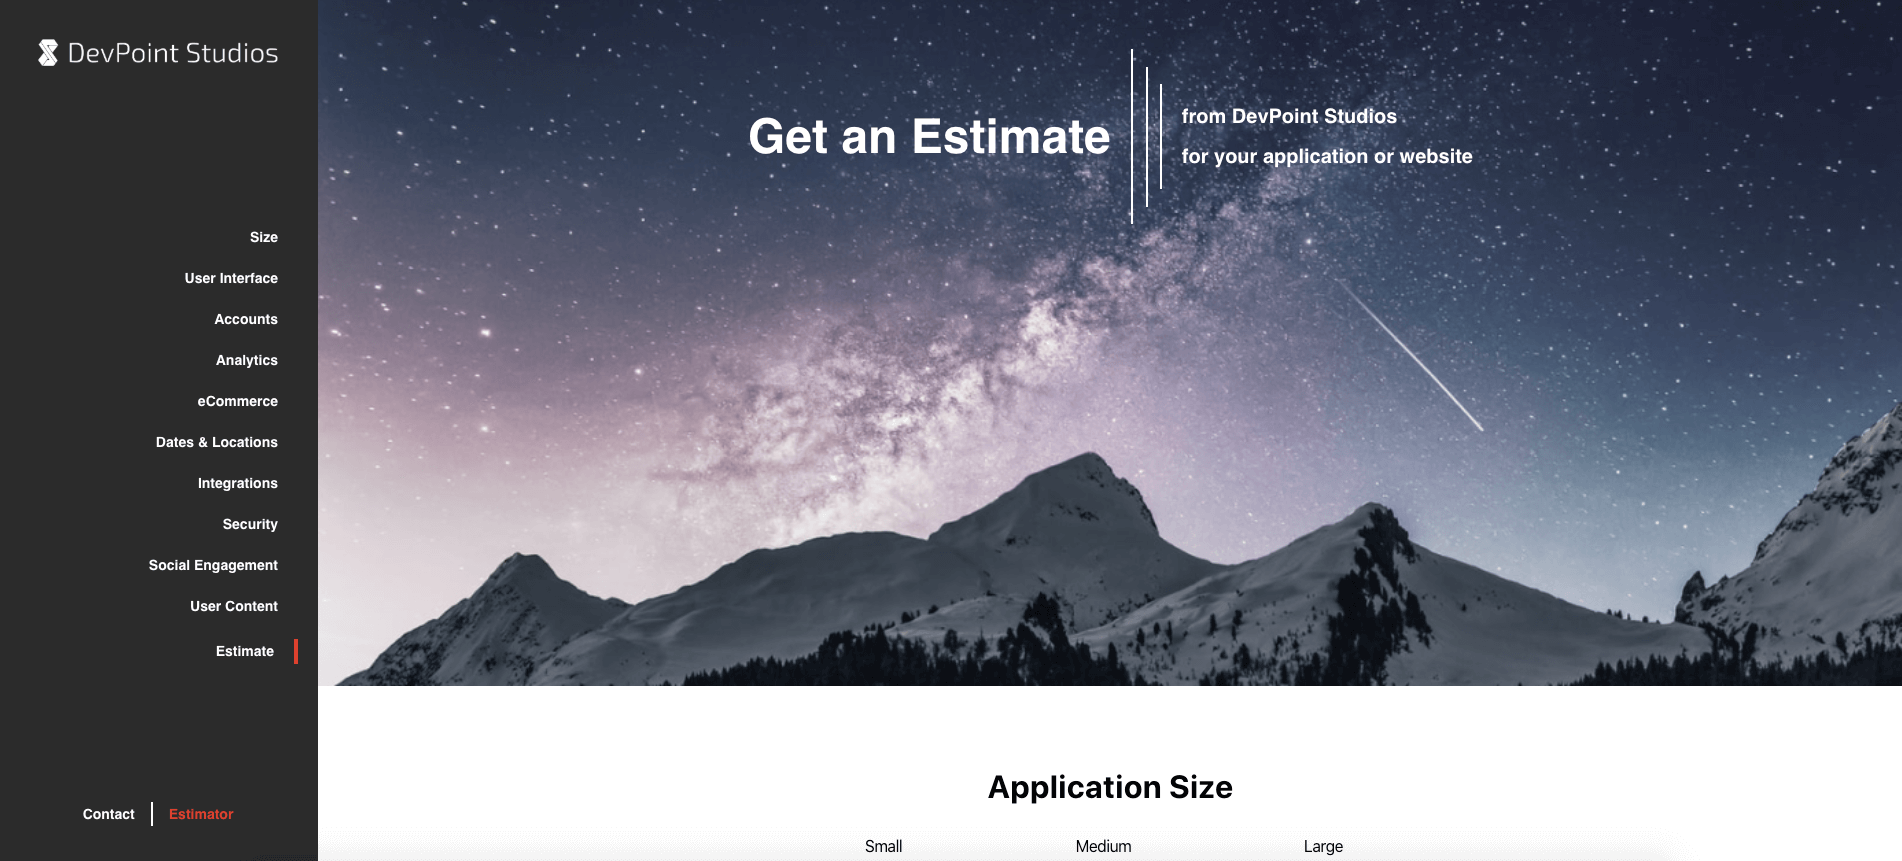 DevPoint Studios
Size
User Interface
Accounts
Analytics
eCommerce
Dates & Locations
Integrations
Security
Social Engagement
User Content
Estimate
Contact
Estimator
Get an Estimate
from DevPoint Studios
for your application or website
Application Size
Small Medium Large